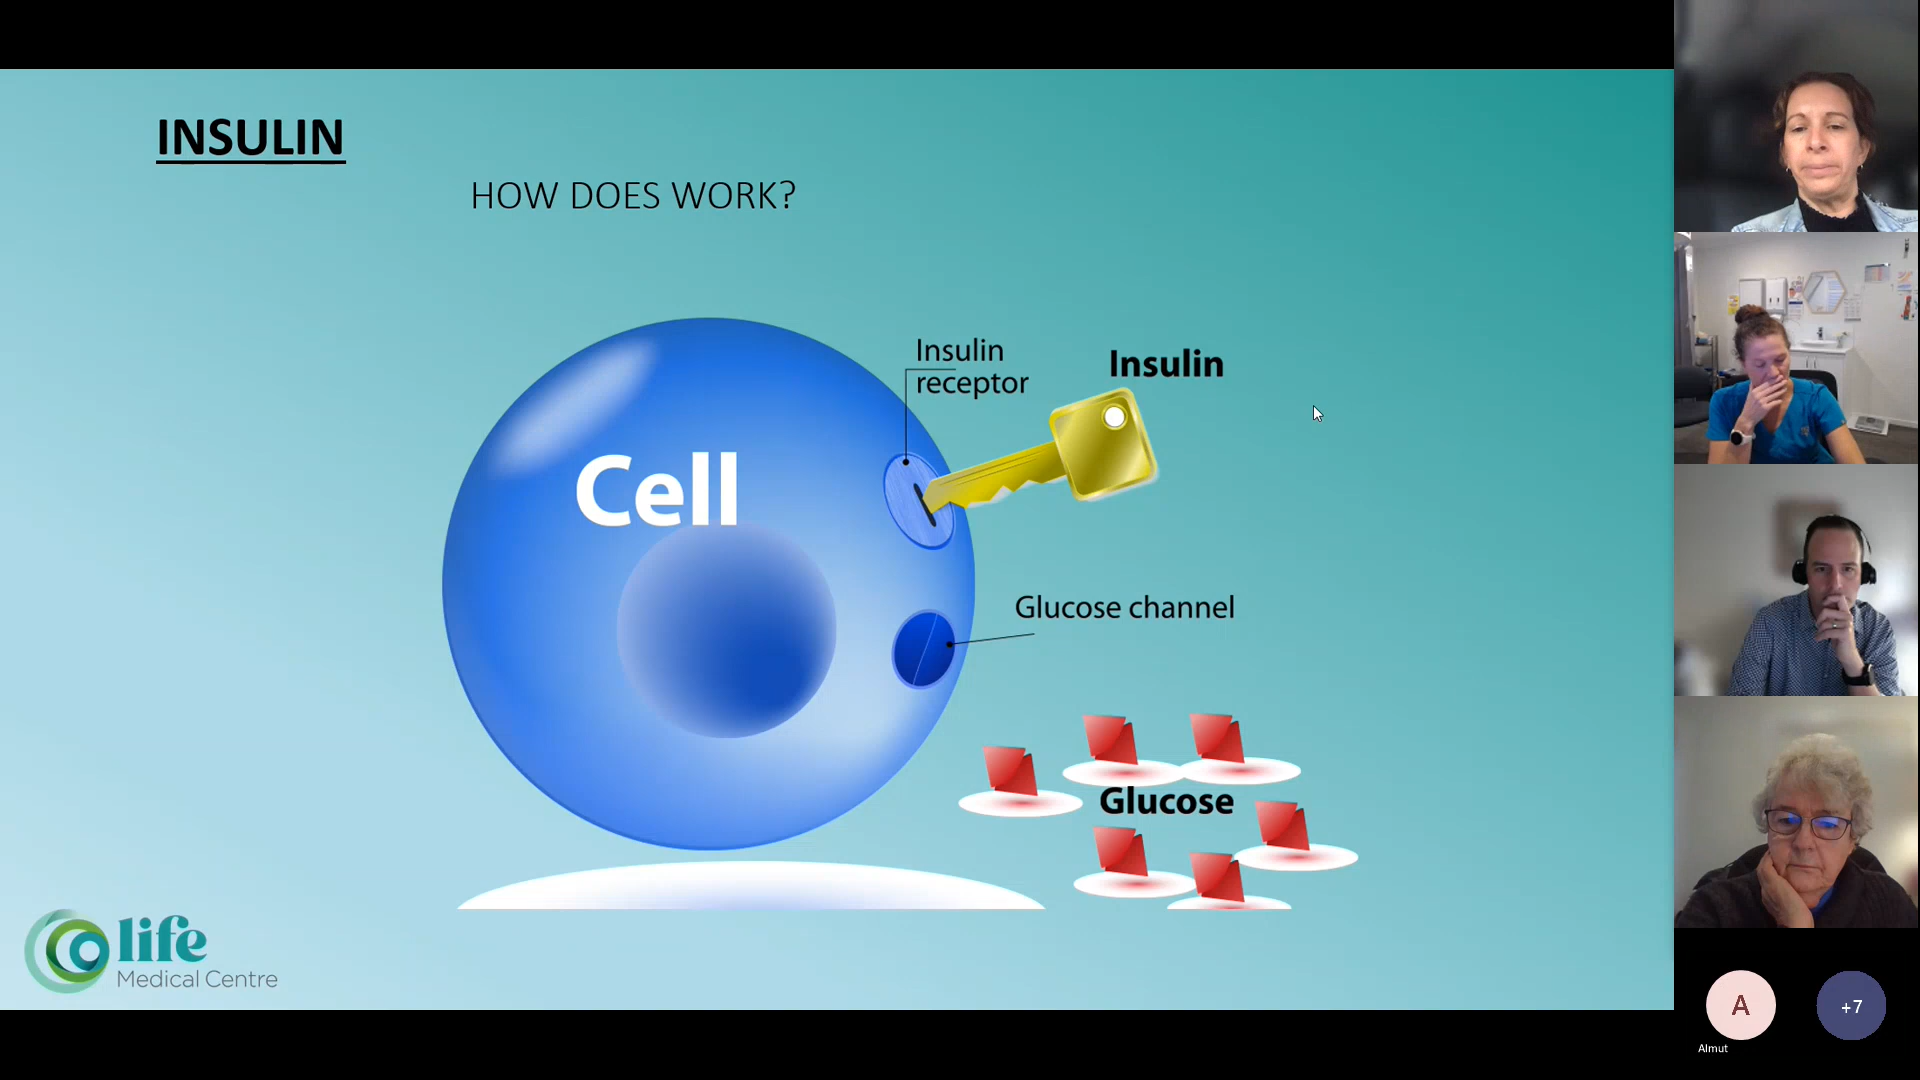 INSULIN
HOW DOES WORK?
Insulin
receptor
Insulin
Cell
Glucose channel
Glucose
life
Medical Centre
A
+7
Almut